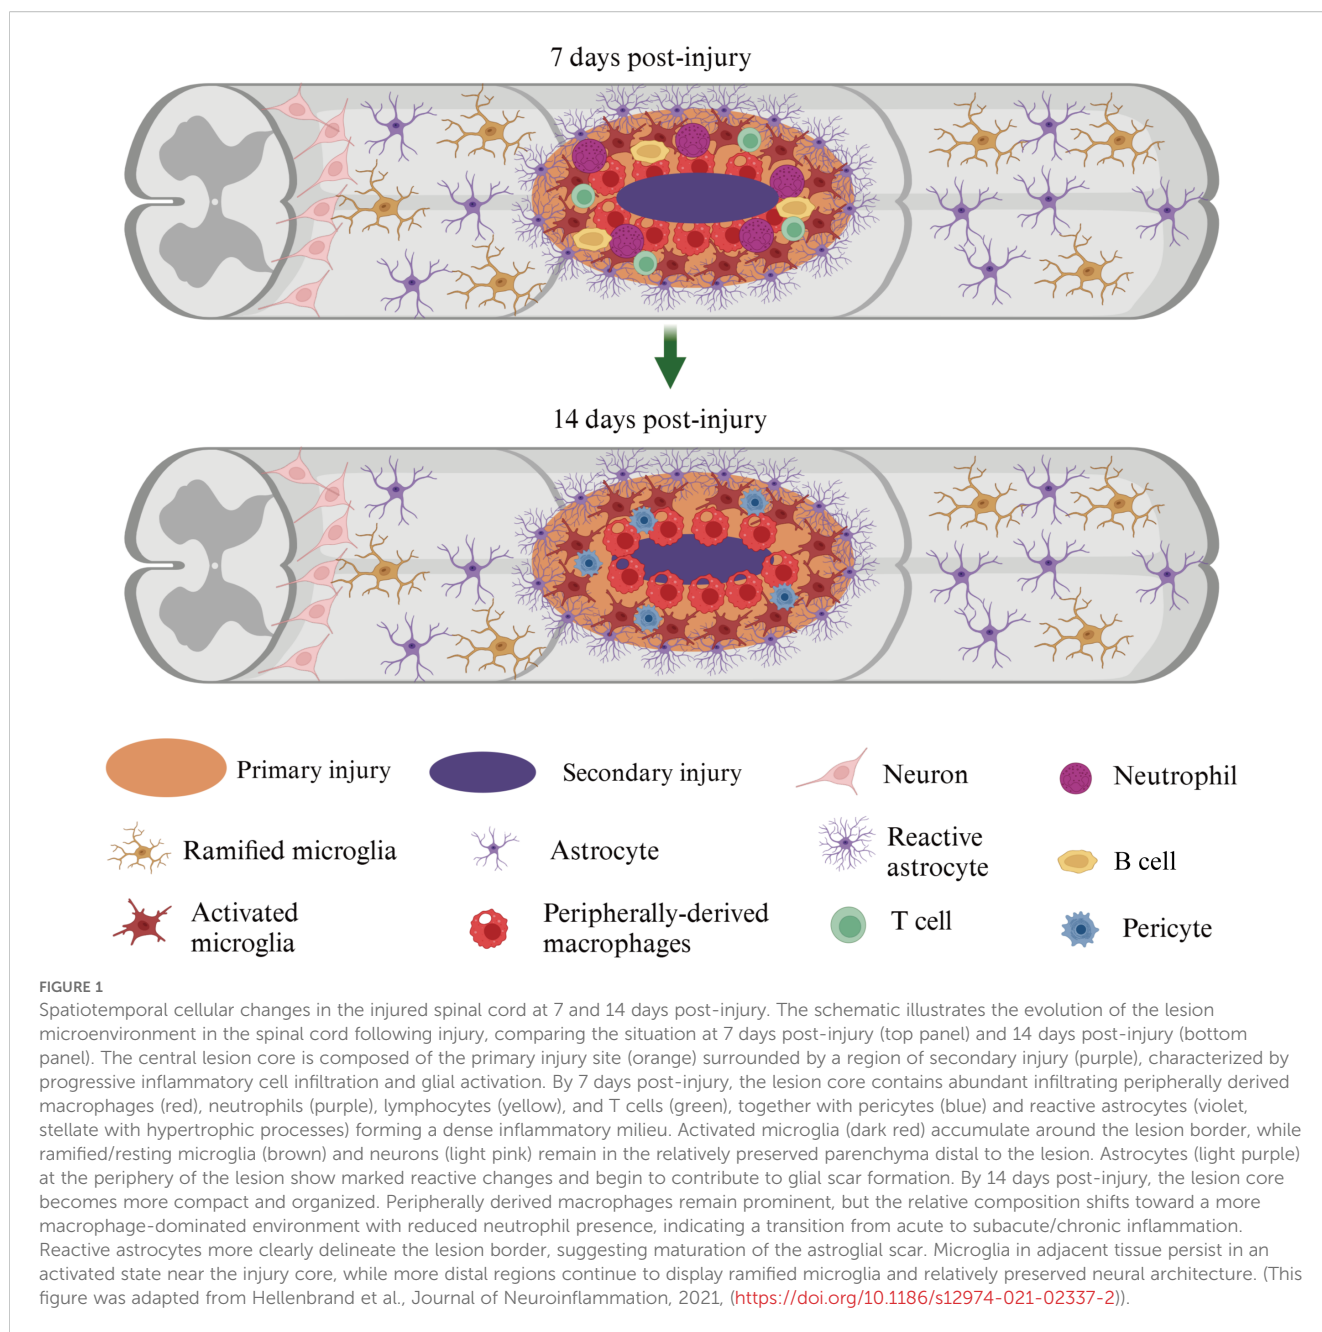 7 days post-injury
14 days post-injury
Primary injury
Secondary injury
Neuron
Neutrophil
Ramified microglia
Astrocyte
Reactive
astrocyte
B cell
Activated
microglia
Peripherally-derived
macrophages
T cell
Pericyte
FIGURE 1
Spatiotemporal cellular changes in the injured spinal cord at 7 and 14 days post-injury. The schematic illustrates the evolution of the lesion
microenvironment in the spinal cord following injury, comparing the situation at 7 days post-injury (top panel) and 14 days post-injury (bottom
panel). The central lesion core is composed of the primary injury site (orange) surrounded by a region of secondary injury (purple), characterized by
progressive inflammatory cell infiltration and glial activation. By 7 days post-injury, the lesion core contains abundant infiltrating peripherally derived
macrophages (red), neutrophils (purple), lymphocytes (yellow), and T cells (green), together with pericytes (blue) and reactive astrocytes (violet,
stellate with hypertrophic processes) forming a dense inflammatory milieu. Activated microglia (dark red) accumulate around the lesion border, while
ramified/resting microglia (brown) and neurons (light pink) remain in the relatively preserved parenchyma distal to the lesion. Astrocytes (light purple)
at the periphery of the lesion show marked reactive changes and begin to contribute to glial scar formation. By 14 days post-injury, the lesion core
becomes more compact and organized. Peripherally derived macrophages remain prominent, but the relative composition shifts toward a more
macrophage-dominated environment with reduced neutrophil presence, indicating a transition from acute to subacute/chronic inflammation.
Reactive astrocytes more clearly delineate the lesion border, suggesting maturation of the astroglial scar. Microglia in adjacent tissue persist in an
activated state near the injury core, while more distal regions continue to display ramified microglia and relatively preserved neural architecture. (This
figure was adapted from Hellenbrand et al., Journal of Neuroinflammation, 2021, (https://doi.org/10.1186/s12974-021-02337-2)).